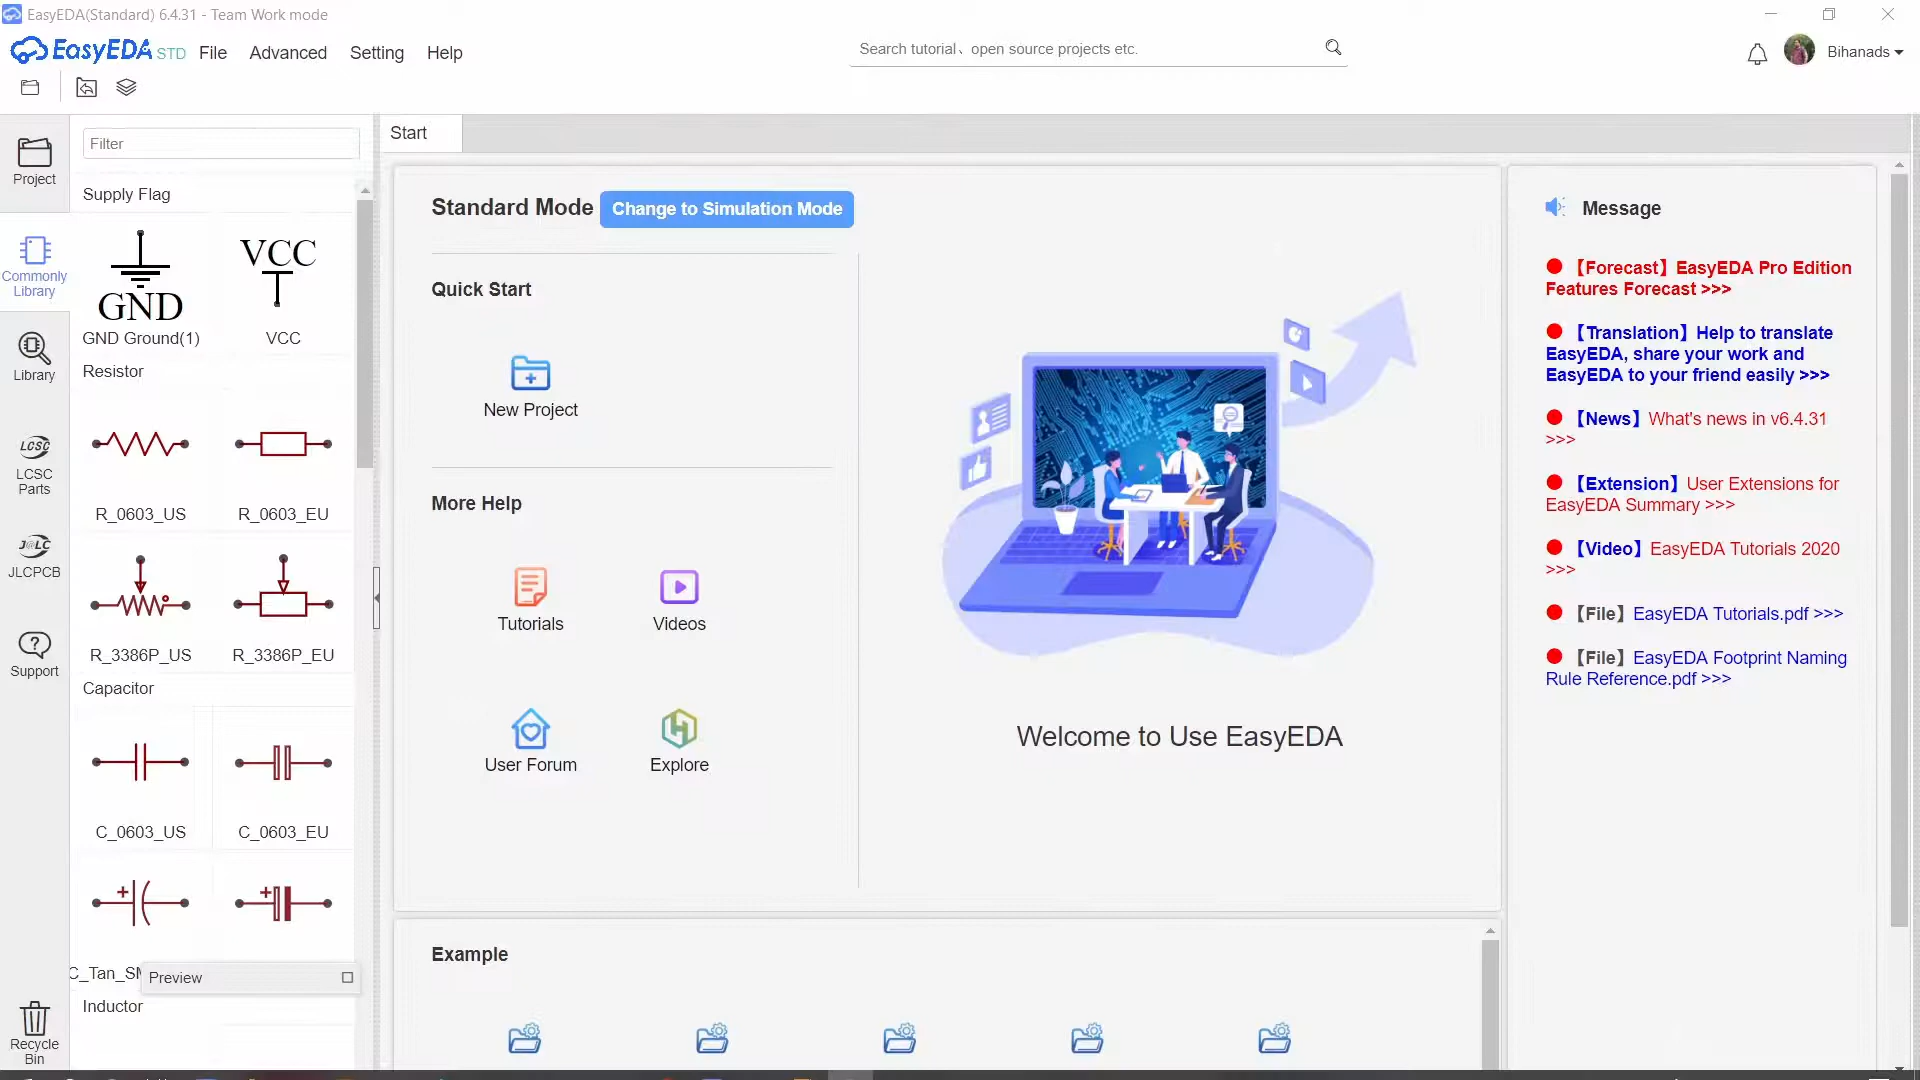 EasyEDA(Standard) 6.4.31 - Team Work mode
EasyEDA STD File Advanced Setting Help
Search tutorial、open source projects etc.
Bihanads
Project
Commonly
Library
Library
LCSC
LCSC
Parts
J@LC
JLCPCB
Support
Recycle
Bin
Filter
Supply Flag
GND
VCC
GND Ground(1)
VCC
Resistor
R_0603_US
R_0603_EU
R_3386P_US
R_3386P_EU
Capacitor
C_0603_US
C_0603_EU
C_Tan_SM
Preview
Inductor
Start
Standard Mode
Change to Simulation Mode
Quick Start
New Project
More Help
Tutorials
Videos
User Forum
Explore
Welcome to Use EasyEDA
Example
Message
【Forecast】EasyEDA Pro Edition
Features Forecast >>>
【Translation】Help to translate
EasyEDA, share your work and
EasyEDA to your friend easily >>>
【News】What's news in v6.4.31
>>>
【Extension】User Extensions for
EasyEDA Summary >>>
【Video】EasyEDA Tutorials 2020
>>>
【File】EasyEDA Tutorials.pdf >>>
【File】EasyEDA Footprint Naming
Rule Reference.pdf >>>